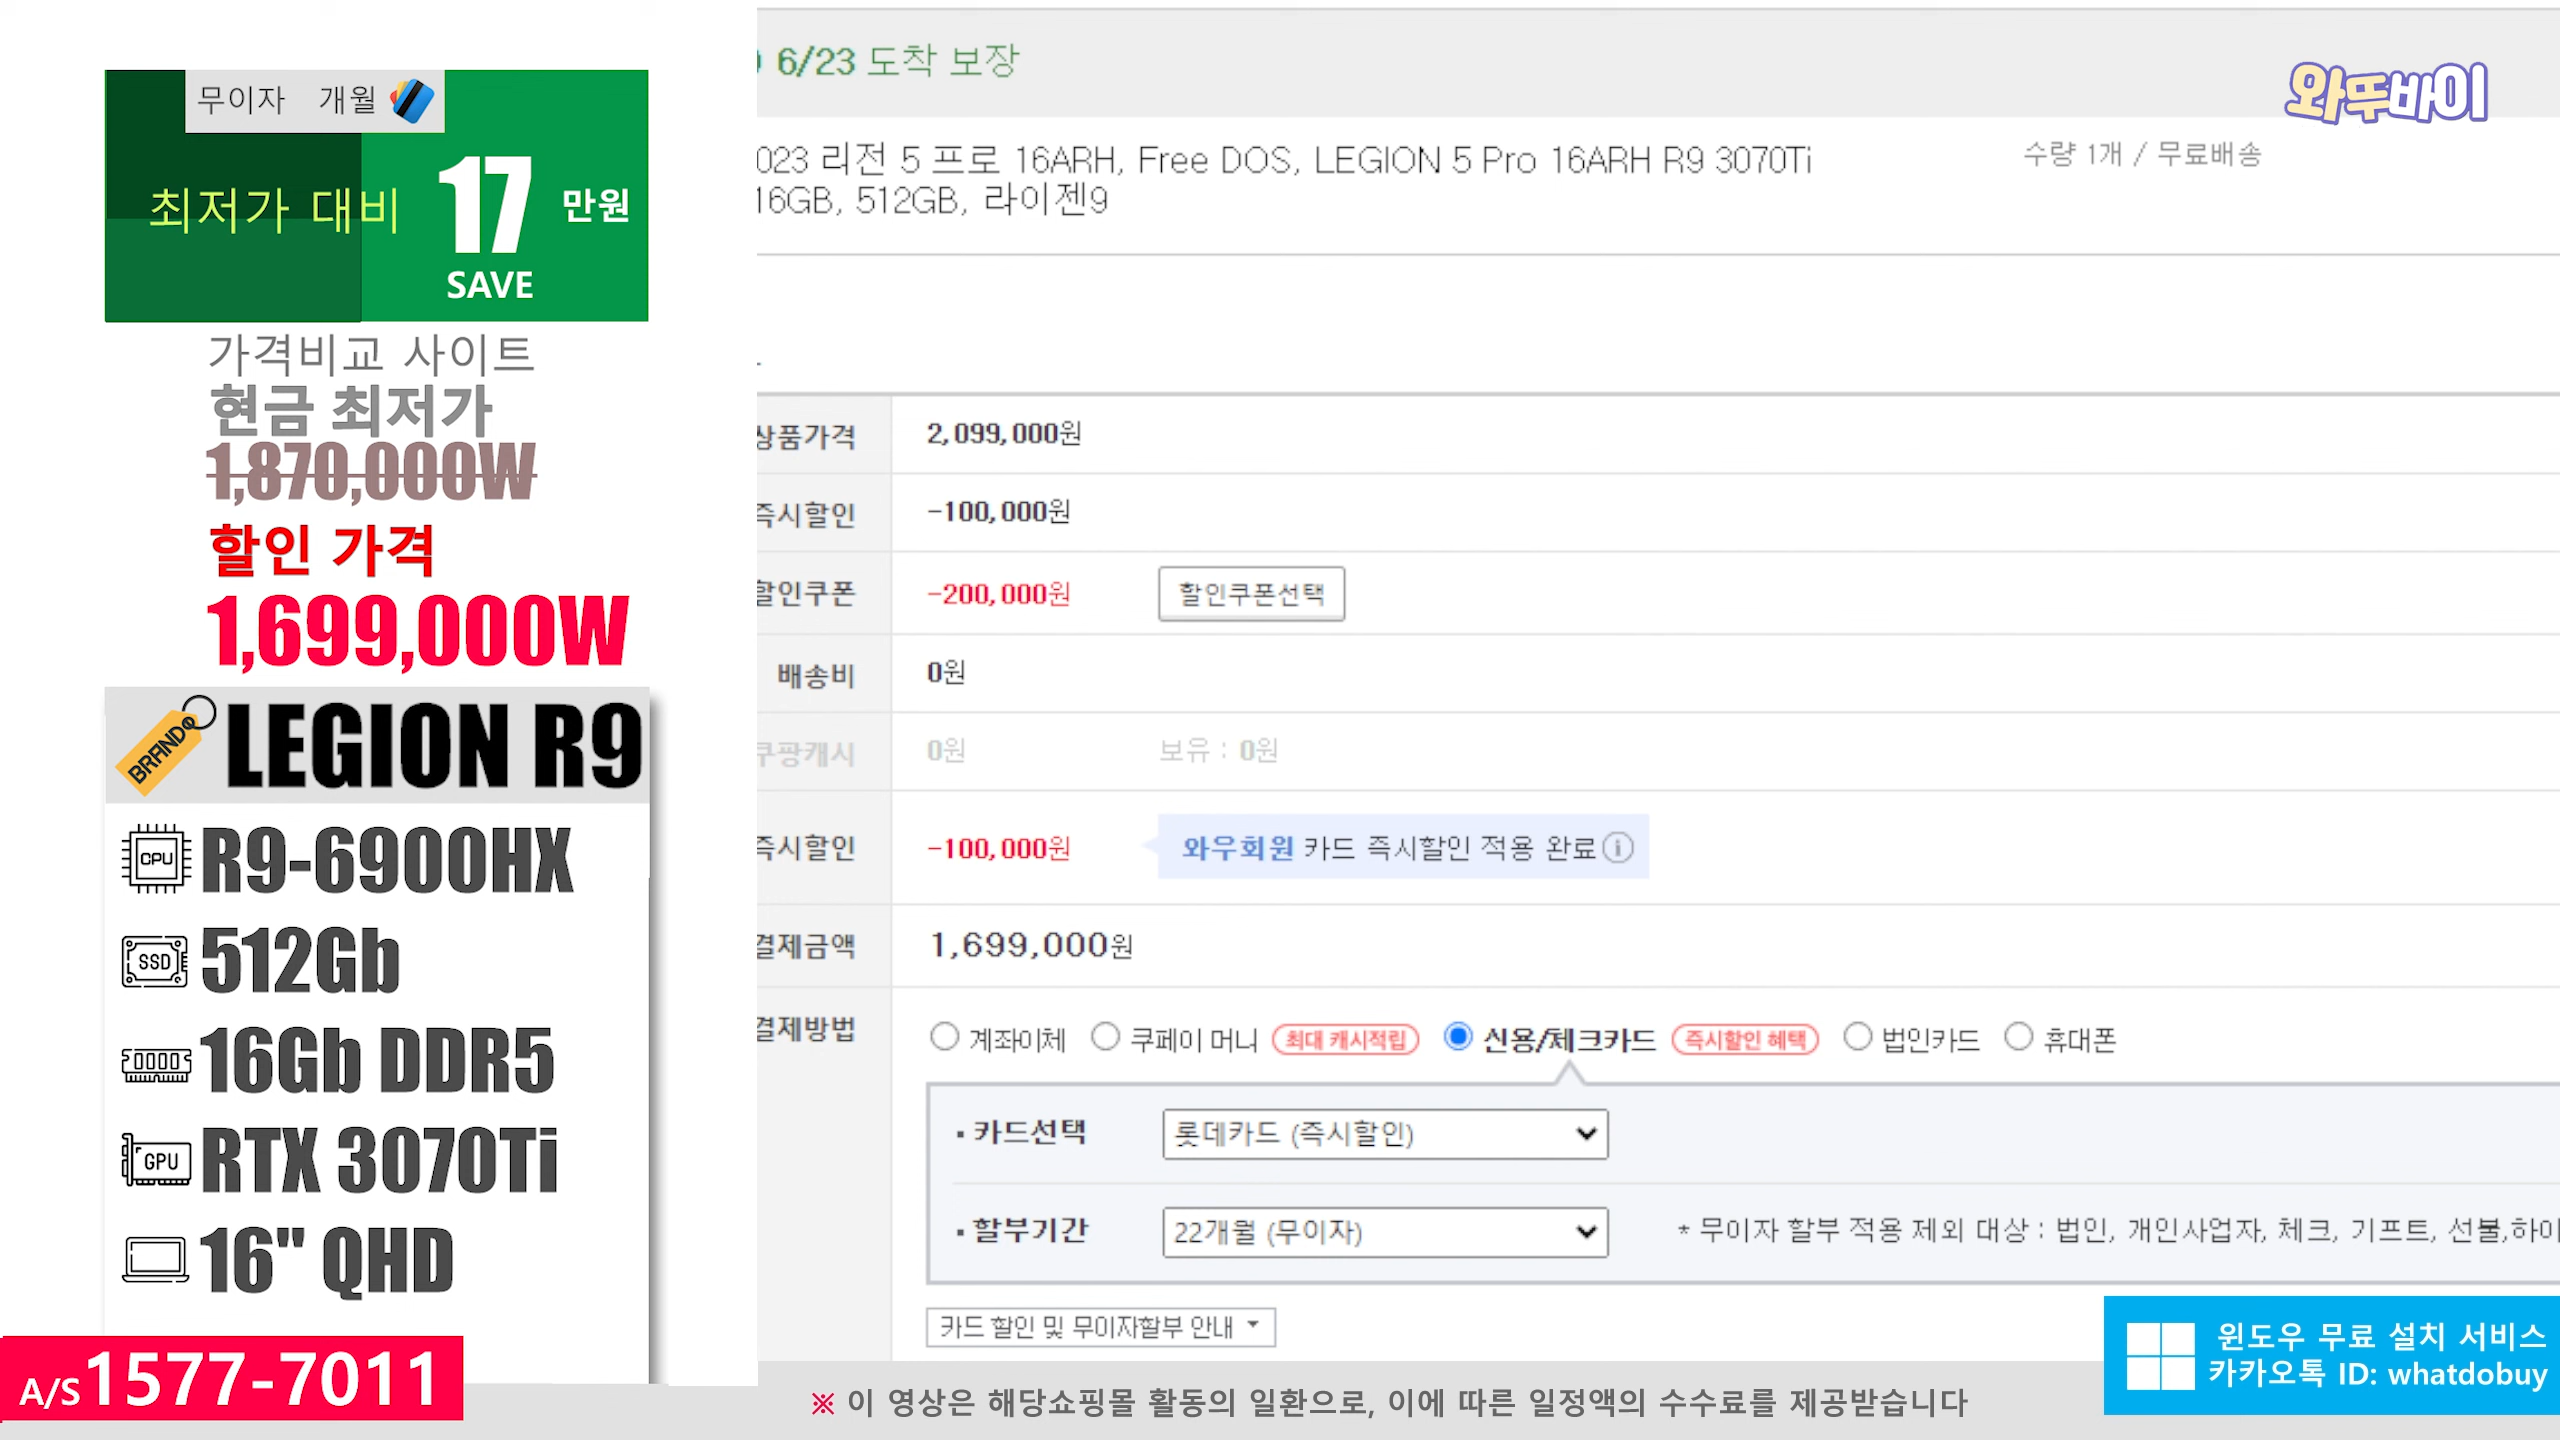 무이자 개월
최저가 대비 17 만원
SAVE
가격비교 사이트
현금 최저가
1,870,000W
할인 가격
1,699,000W
BRAND
LEGION R9
CPU R9-6900HX
SSD 512Gb
16Gb DDR5
GPU RTX 3070Ti
16" QHD
A/S 1577-7011
6/23 도착 보장
와뚜바이
023 리전 5 프로 16ARH, Free DOS, LEGION 5 Pro 16ARH R9 3070Ti
16GB, 512GB, 라이젠9
수량 1개 / 무료배송
상품가격 2,099,000원
즉시할인 -100,000원
할인쿠폰 -200,000원 할인쿠폰선택
배송비 0원
쿠팡캐시 0원 보유 : 0원
즉시할인 -100,000원 와우회원 카드 즉시할인 적용 완료
결제금액 1,699,000원
결제방법 계좌이체 쿠페이 머니 최대 캐시적립 신용/체크카드 즉시할인 혜택 법인카드 휴대폰
카드선택 롯데카드 (즉시할인)
할부기간 22개월 (무이자) * 무이자 할부 적용 제외 대상 : 법인, 개인사업자, 체크, 기프트, 선불,하이
카드 할인 및 무이자할부 안내
※ 이 영상은 해당쇼핑몰 활동의 일환으로, 이에 따른 일정액의 수수료를 제공받습니다
윈도우 무료 설치 서비스
카카오톡 ID: whatdobuy